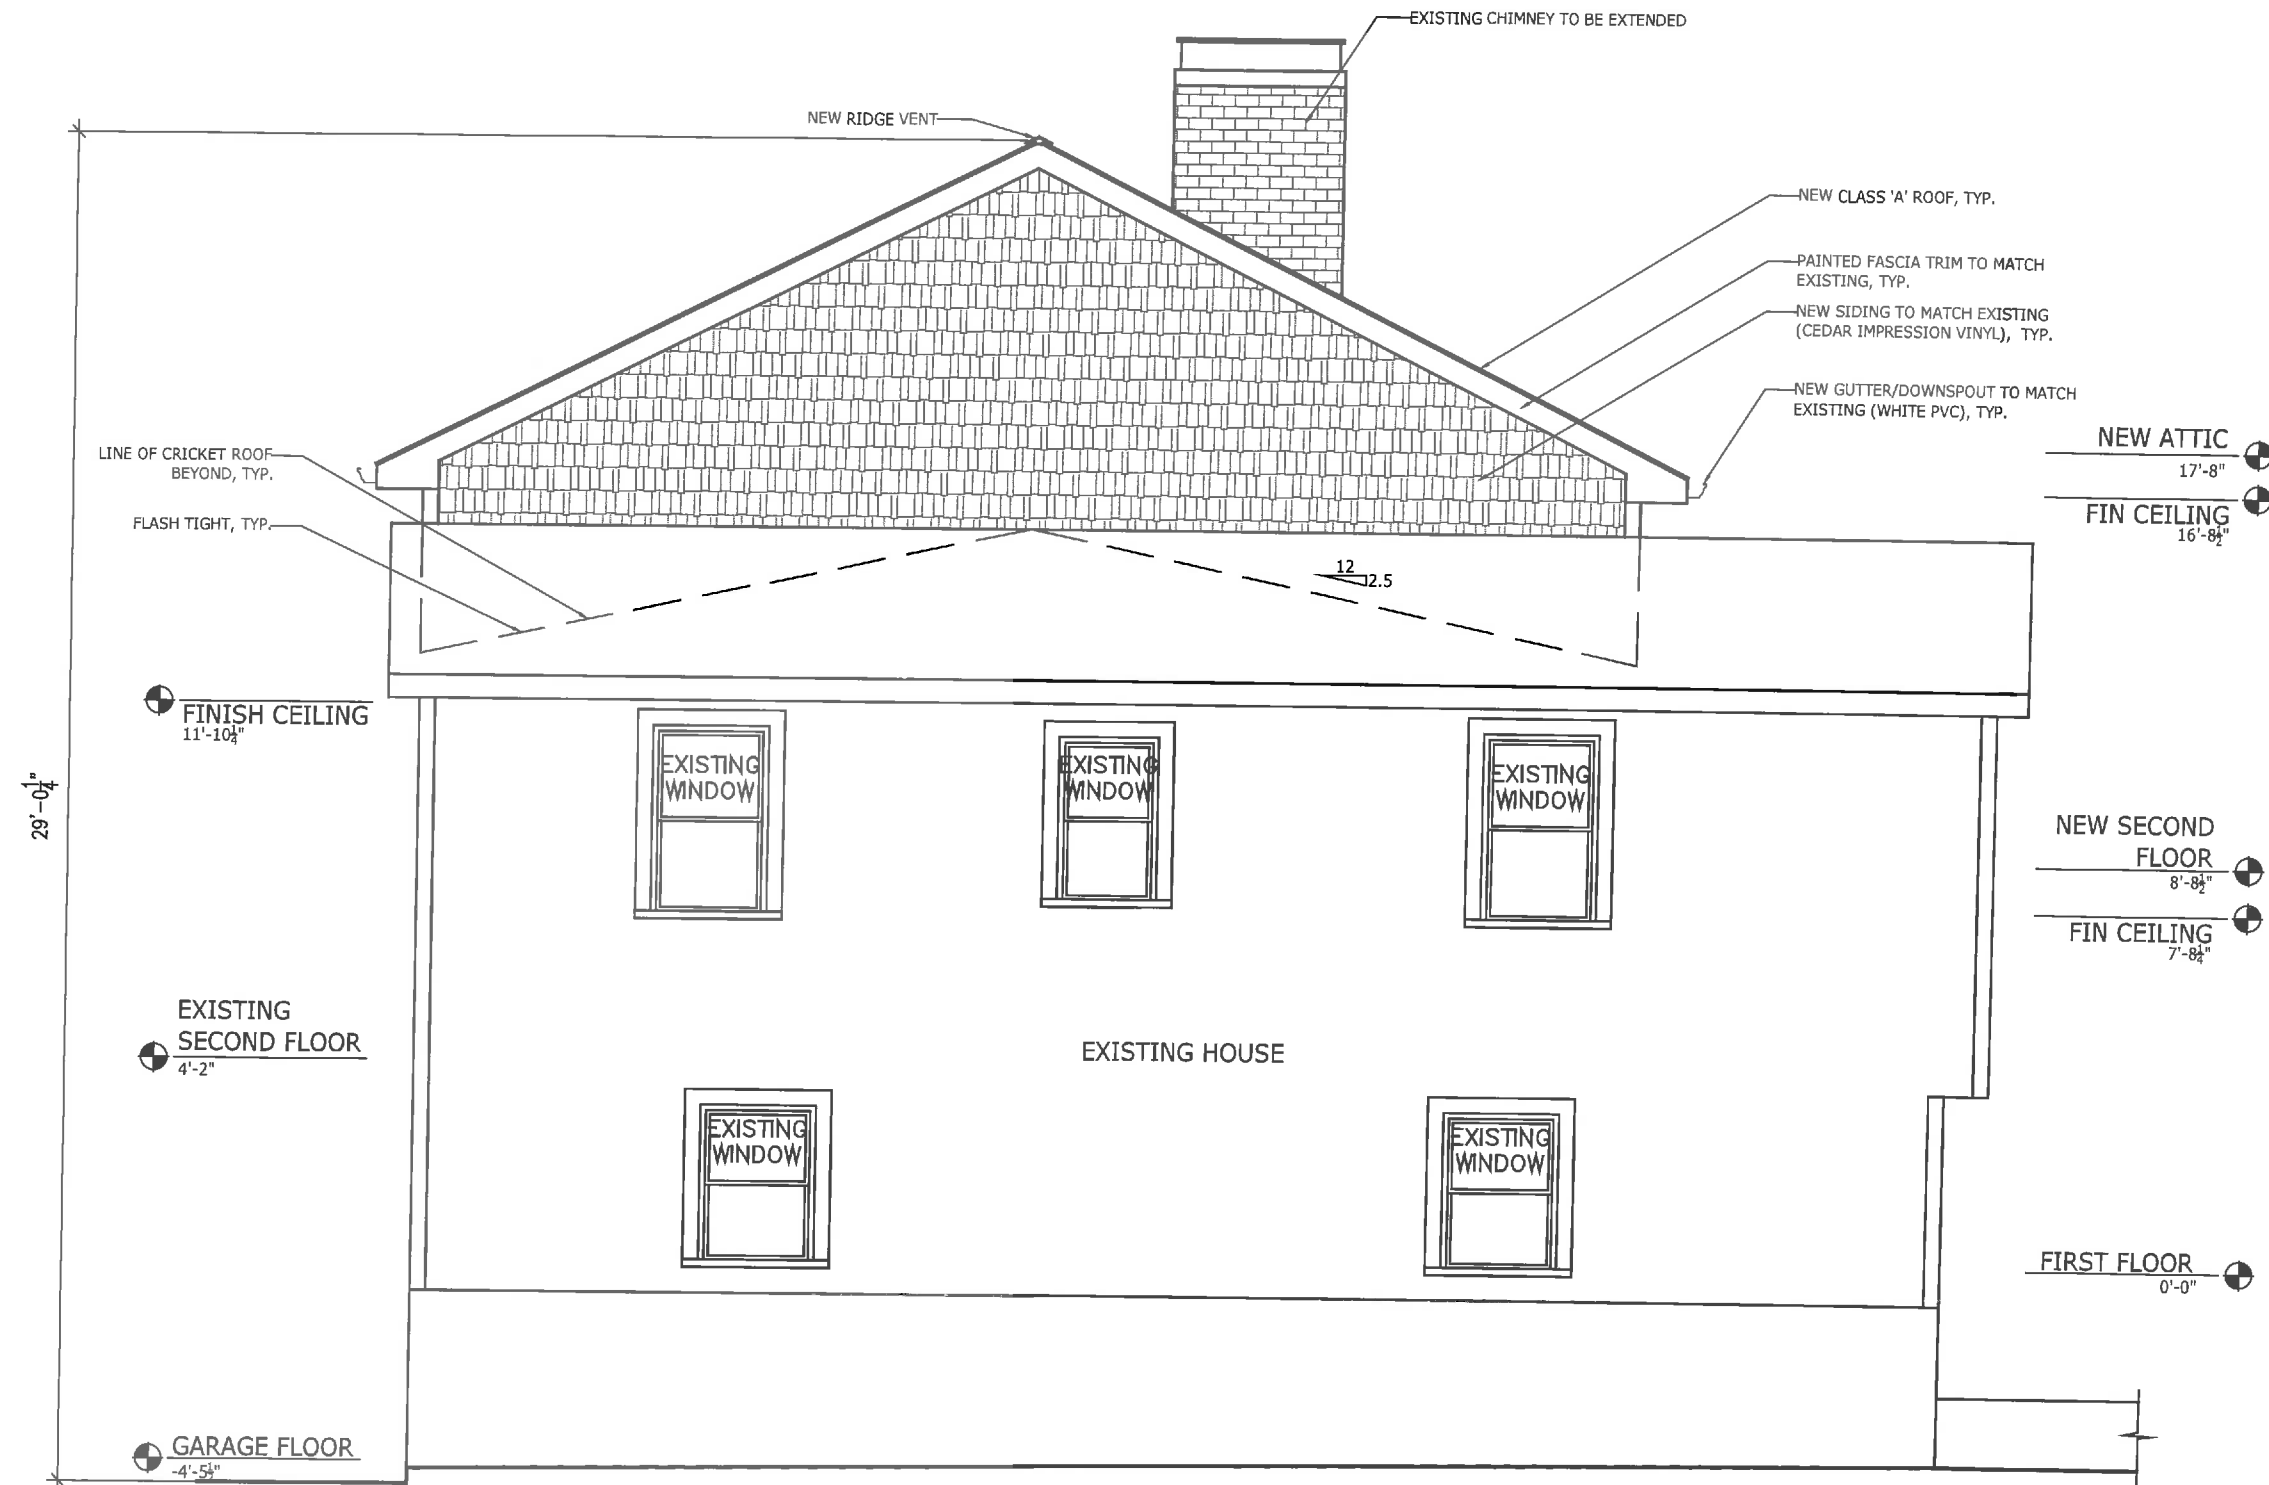 EXISTING CHIMNEY TO BE EXTENDED
NEW RIDGE VENT
NEW CLASS 'A' ROOF, TYP.
PAINTED FASCIA TRIM TO MATCH
EXISTING, TYP.
NEW SIDING TO MATCH EXISTING
(CEDAR IMPRESSION VINYL), TYP.
NEW GUTTER/DOWNSPOUT TO MATCH
EXISTING (WHITE PVC), TYP.
NEW ATTIC
17'-8"
FIN CEILING
16'-8½"
LINE OF CRICKET ROOF
BEYOND, TYP.
FLASH TIGHT, TYP.
12
2.5
FINISH CEILING
11'-10¼"
29'-0¼"
EXISTING
WINDOW
EXISTING
WINDOW
EXISTING
WINDOW
NEW SECOND
FLOOR
8'-8½"
FIN CEILING
7'-8¼"
EXISTING
SECOND FLOOR
4'-2"
EXISTING HOUSE
EXISTING
WINDOW
EXISTING
WINDOW
FIRST FLOOR
0'-0"
GARAGE FLOOR